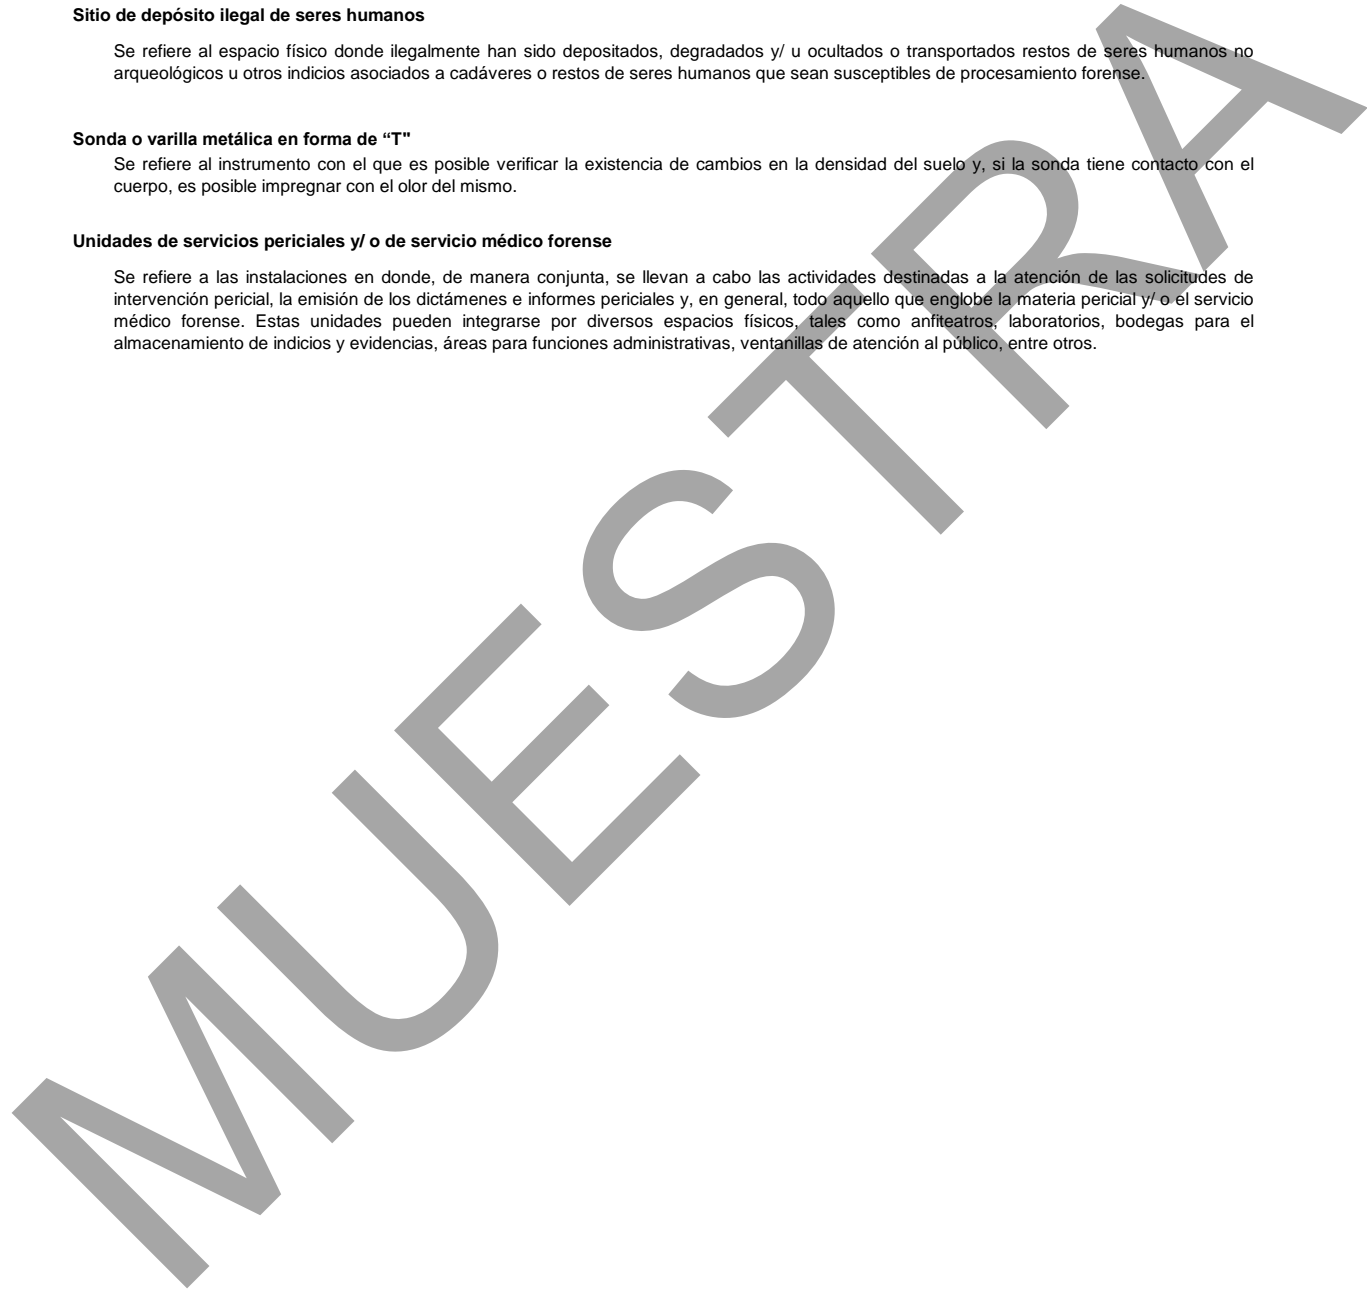 Sitio de depósito ilegal de seres humanos
Se refiere al espacio físico donde ilegalmente han sido depositados, degradados y/ u ocultados o transportados restos de seres humanos no
arqueológicos u otros indicios asociados a cadáveres o restos de seres humanos que sean susceptibles de procesamiento forense.
Sonda o varilla metálica en forma de “T"
Se refiere al instrumento con el que es posible verificar la existencia de cambios en la densidad del suelo y, si la sonda tiene contacto con el
cuerpo, es posible impregnar con el olor del mismo.
Unidades de servicios periciales y/ o de servicio médico forense
Se refiere a las instalaciones en donde, de manera conjunta, se llevan a cabo las actividades destinadas a la atención de las solicitudes de
intervención pericial, la emisión de los dictámenes e informes periciales y, en general, todo aquello que englobe la materia pericial y/ o el servicio
médico forense. Estas unidades pueden integrarse por diversos espacios físicos, tales como anfiteatros, laboratorios, bodegas para el
almacenamiento de indicios y evidencias, áreas para funciones administrativas, ventanillas de atención al público, entre otros.
MUESTRA